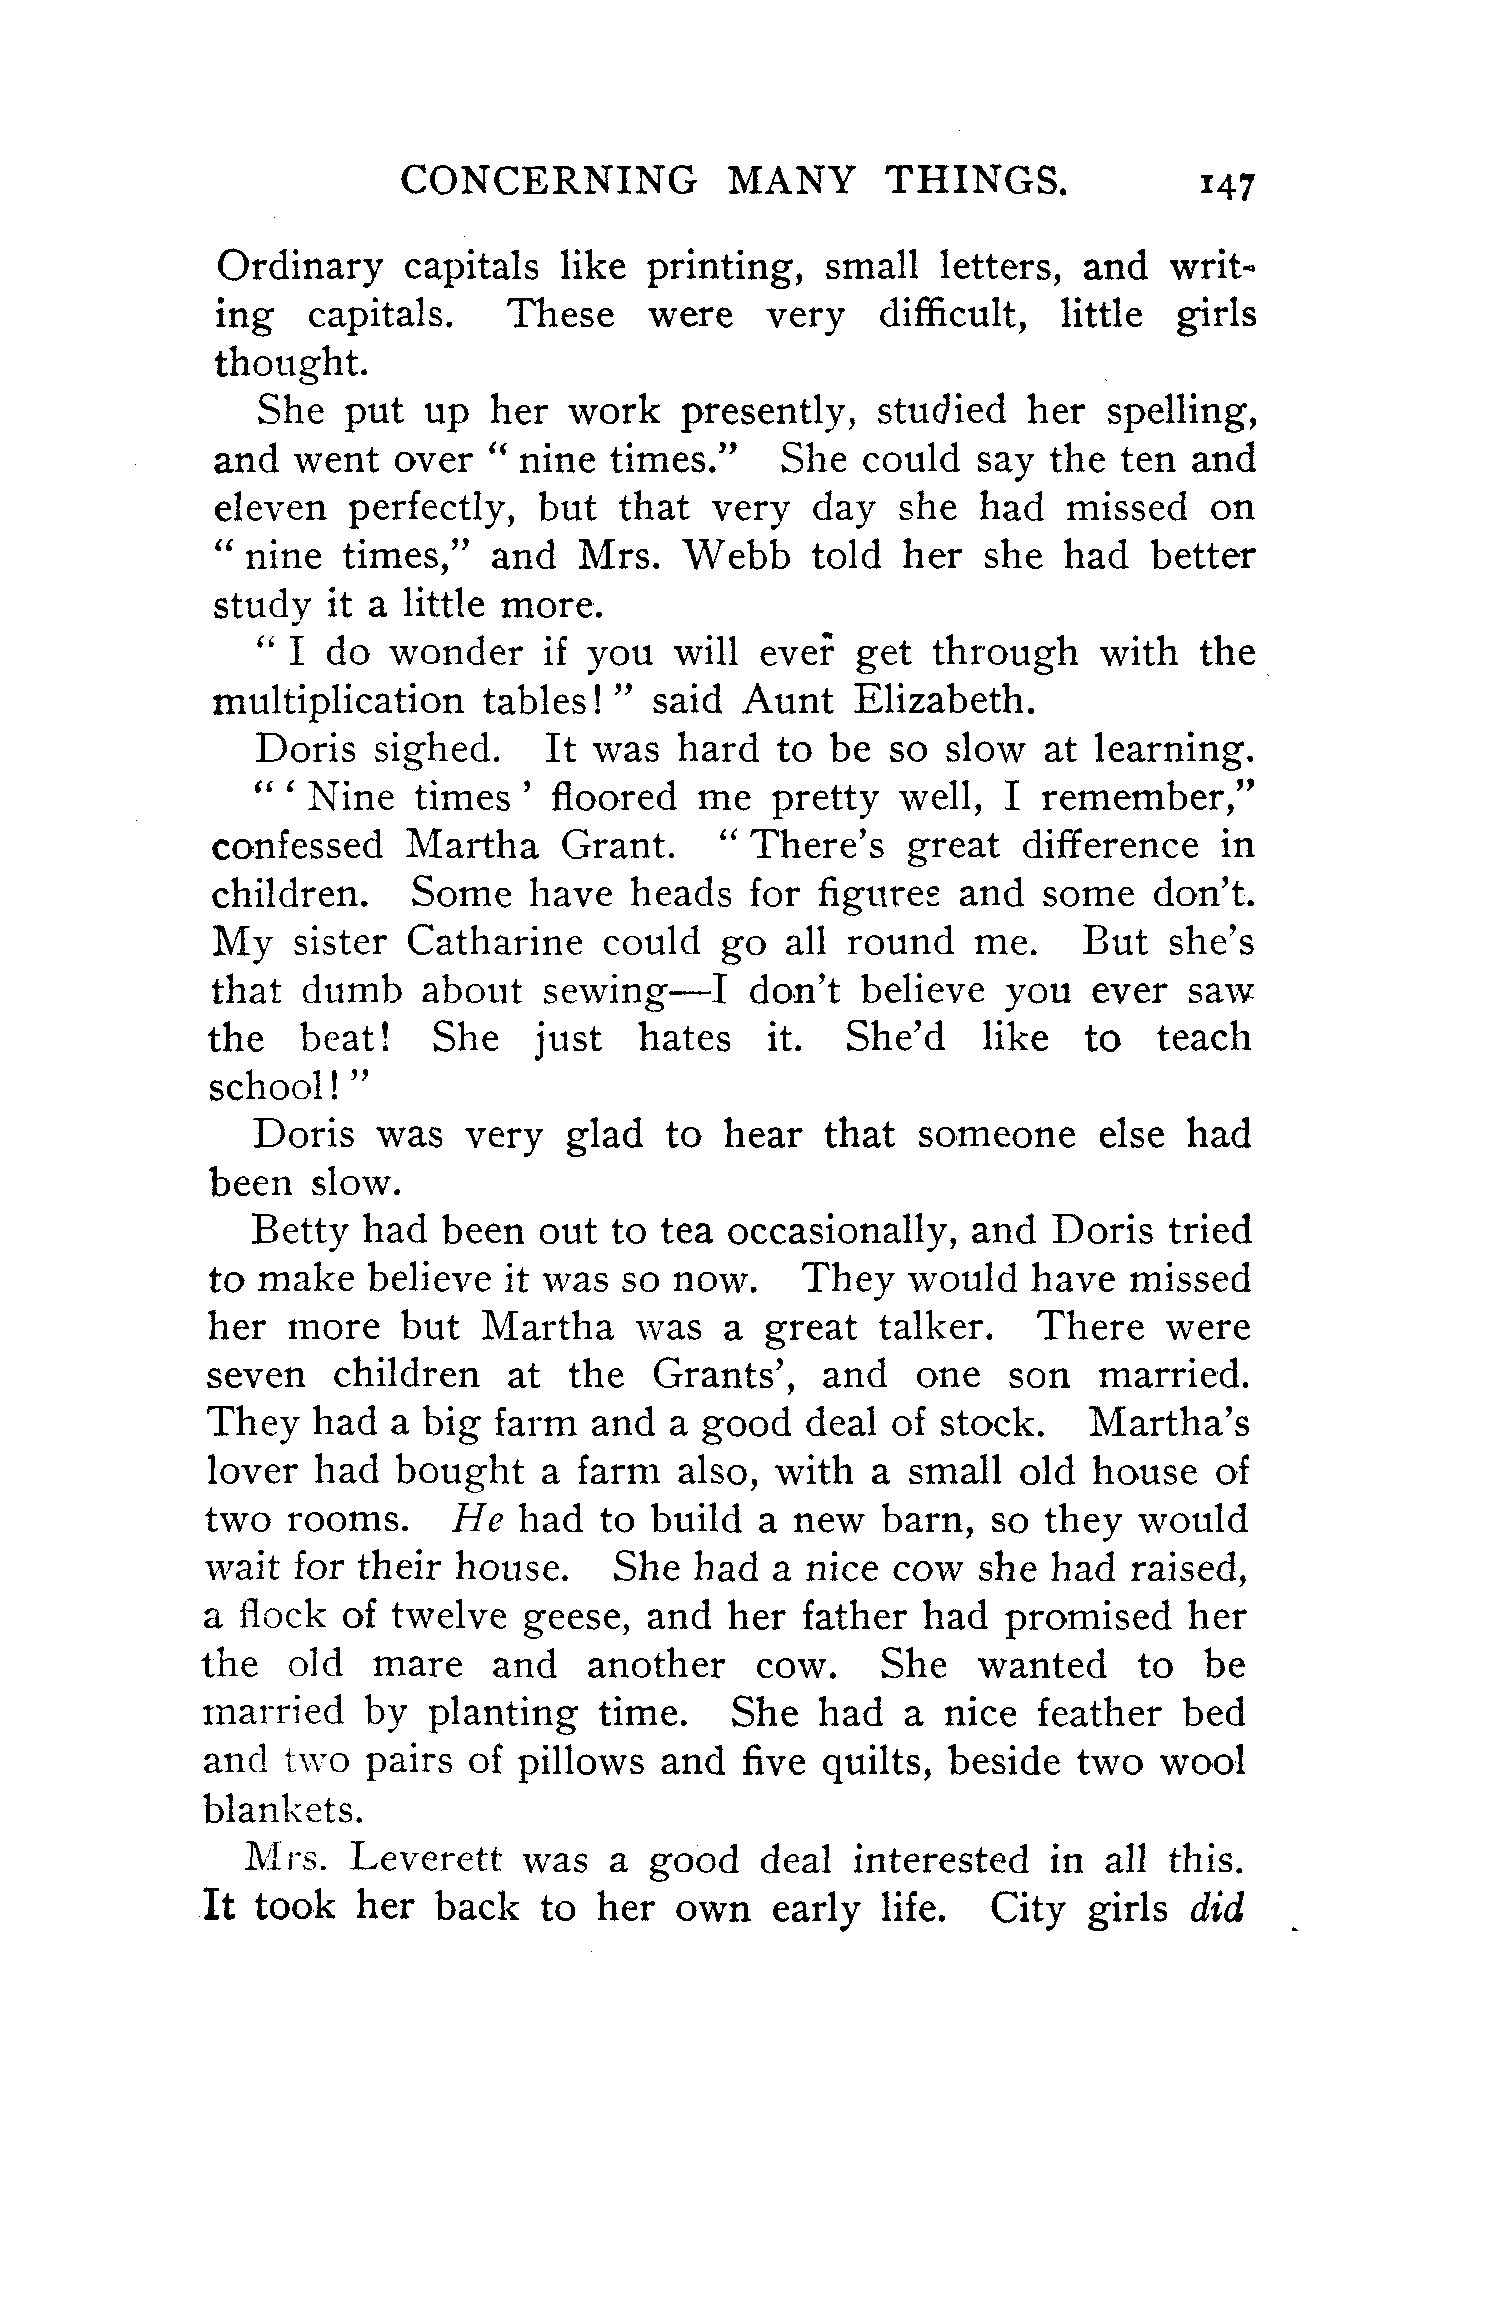 CONCERNING MANY THINGS. 147
Ordinary capitals like printing, small letters, and writ-
ing capitals. These were very difficult, little girls
thought.
She put up her work presently, studied her spelling,
and went over “ nine times.” She could say the ten and
eleven perfectly, but that very day she had missed on
“ nine times,” and Mrs. Webb told her she had better
study it a little more.
“ I do wonder if you will ever get through with the
multiplication tables! ” said Aunt Elizabeth.
Doris sighed. It was hard to be so slow at learning.
“ ‘ Nine times ’ floored me pretty well, I remember,”
confessed Martha Grant. “ There’s great difference in
children. Some have heads for figures and some don’t.
My sister Catharine could go all round me. But she’s
that dumb about sewing—I don’t believe you ever saw
the beat! She just hates it. She’d like to teach
school! ”
Doris was very glad to hear that someone else had
been slow.
Betty had been out to tea occasionally, and Doris tried
to make believe it was so now. They would have missed
her more but Martha was a great talker. There were
seven children at the Grants’, and one son married.
They had a big farm and a good deal of stock. Martha’s
lover had bought a farm also, with a small old house of
two rooms. He had to build a new barn, so they would
wait for their house. She had a nice cow she had raised,
a flock of twelve geese, and her father had promised her
the old mare and another cow. She wanted to be
married by planting time. She had a nice feather bed
and two pairs of pillows and five quilts, beside two wool
blankets.
Mrs. Leverett was a good deal interested in all this.
It took her back to her own early life. City girls did